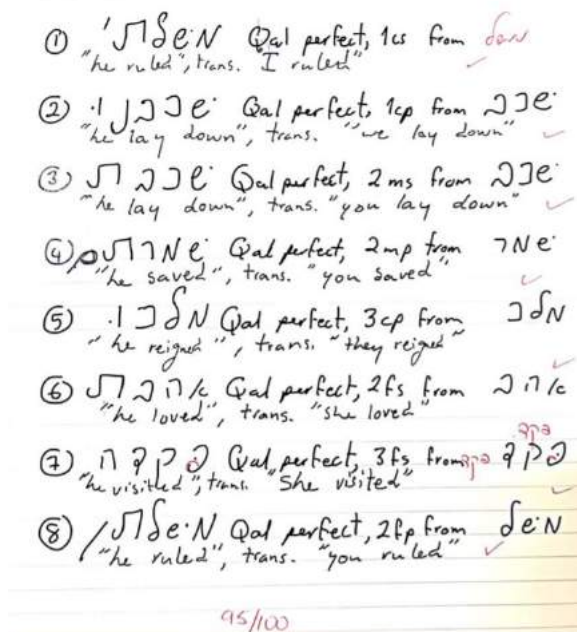 ① משלתי Qal perfect, 1cs from משל
"he ruled", trans. "I ruled"
② שכבנו Qal perfect, 1cp from שכב
"he lay down", trans. "we lay down"
③ שכבת Qal perfect, 2ms from שכב
"he lay down", trans. "you lay down"
④ שמרתם Qal perfect, 2mp from שמר
"he saved", trans. "you saved"
⑤ מלכו Qal perfect, 3cp from מלכ
"he reigned", trans. "they reigned"
⑥ אהבת Qal perfect, 2fs from אהב
"he loved", trans. "she loved"
⑦ פקדה Qal perfect, 3fs from פקד פקד פקד
"he visited", trans. "She visited"
⑧ משלתן Qal perfect, 2fp from משל
"he ruled", trans. "you ruled"
95/100